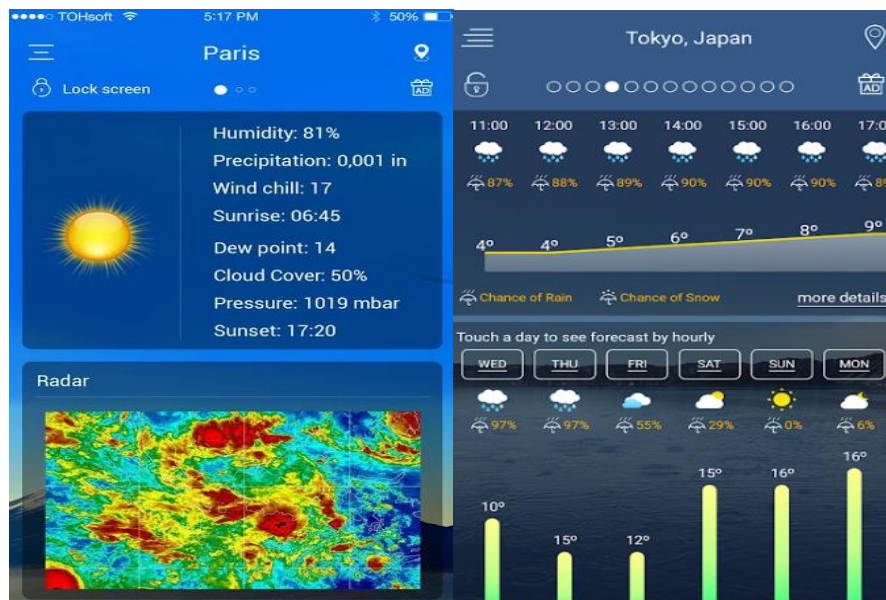 TOHsoft 5:17 PM 50%
Paris
Lock screen AD
Humidity: 81%
Precipitation: 0,001 in
Wind chill: 17
Sunrise: 06:45
Dew point: 14
Cloud Cover: 50%
Pressure: 1019 mbar
Sunset: 17:20
Radar
Tokyo, Japan
AD
11:00 12:00 13:00 14:00 15:00 16:00 17:0
87% 88% 89% 90% 90% 90% 89
4° 4° 5° 6° 7° 8° 9°
Chance of Rain Chance of Snow more details
Touch a day to see forecast by hourly
WED THU FRI SAT SUN MON
97% 97% 55% 29% 0% 6%
10° 15° 12° 15° 16° 16°